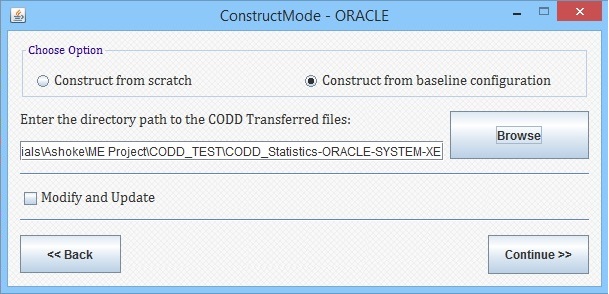 ConstructMode - ORACLE
Choose Option
Construct from scratch
Construct from baseline configuration
Enter the directory path to the CODD Transferred files:
Browse
ials\Ashoke\ME Project\CODD_TEST\CODD_Statistics-ORACLE-SYSTEM-XE
Modify and Update
<< Back
Continue >>